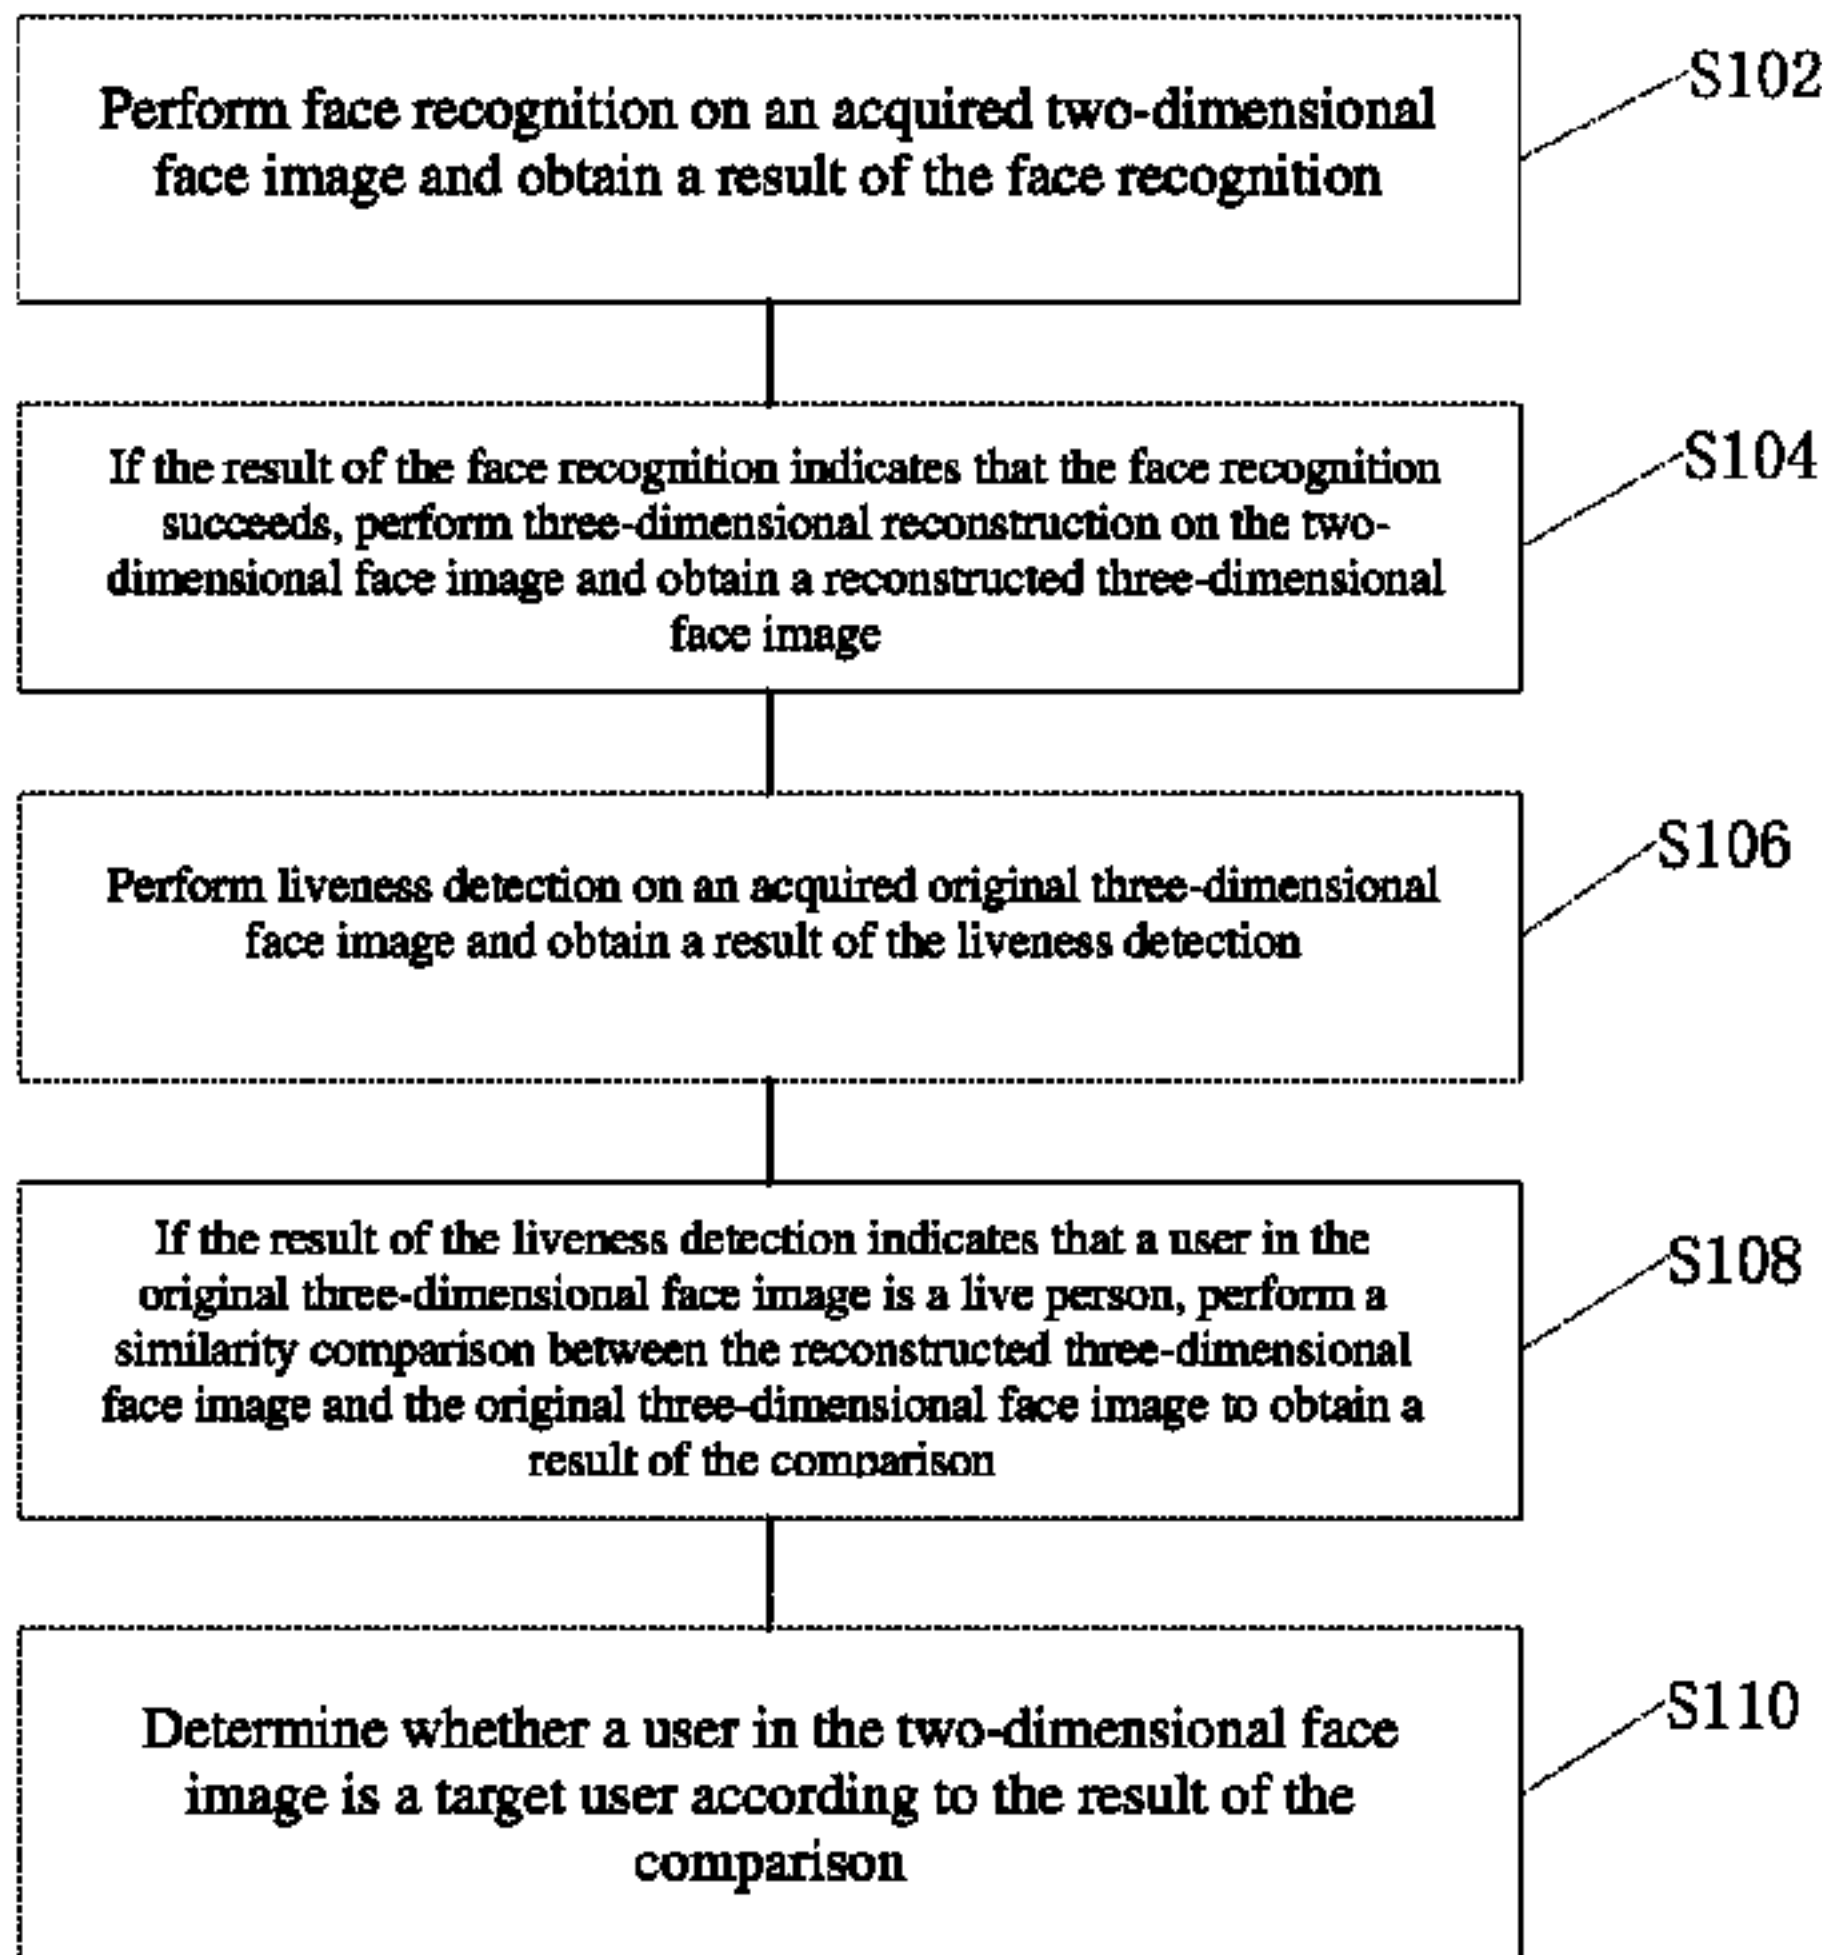 Perform face recognition on an acquired two-dimensional
face image and obtain a result of the face recognition
S102
If the result of the face recognition indicates that the face recognition
succeeds, perform three-dimensional reconstruction on the two-
dimensional face image and obtain a reconstructed three-dimensional
face image
S104
Perform liveness detection on an acquired original three-dimensional
face image and obtain a result of the liveness detection
S106
If the result of the liveness detection indicates that a user in the
original three-dimensional face image is a live person, perform a
similarity comparison between the reconstructed three-dimensional
face image and the original three-dimensional face image to obtain a
result of the comparison
S108
Determine whether a user in the two-dimensional face
image is a target user according to the result of the
comparison
S110